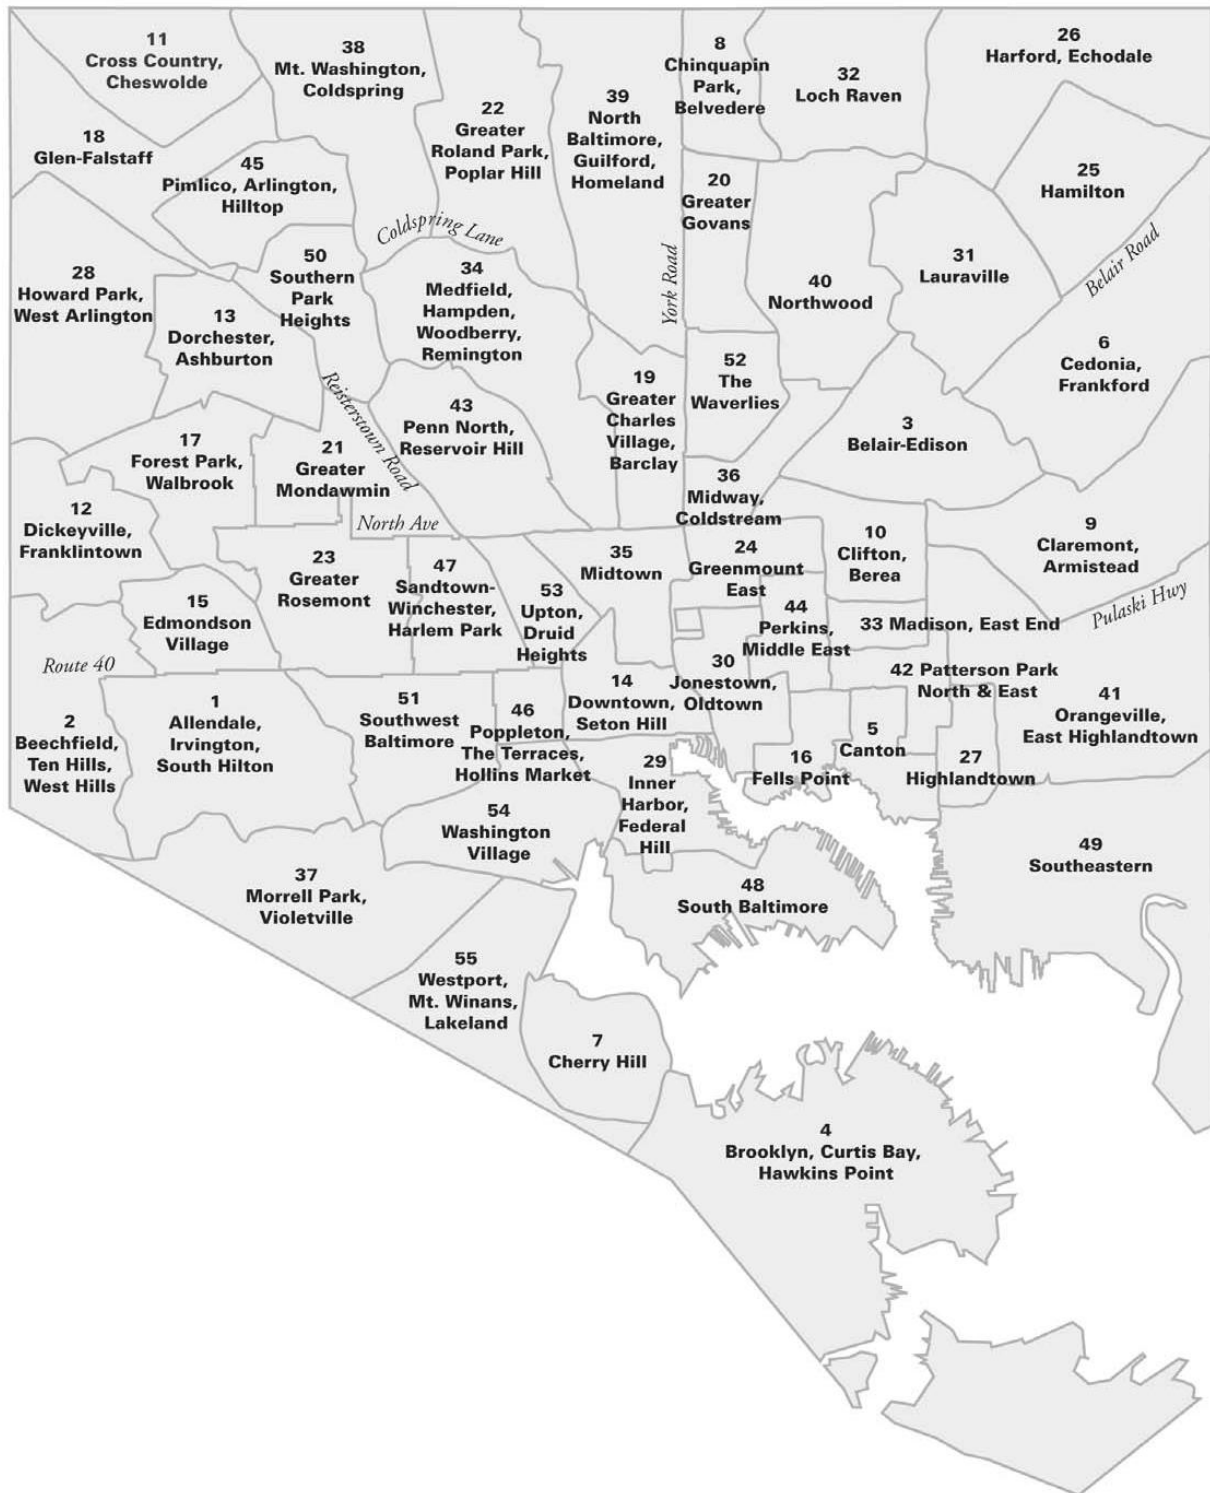 11
Cross Country,
Cheswolde
38
Mt. Washington,
Coldspring
22
Greater
Roland Park,
Poplar Hill
39
North
Baltimore,
Guilford,
Homeland
8
Chinquapin
Park,
Belvedere
32
Loch Raven
26
Harford, Echodale
18
Glen-Falstaff
45
Pimlico, Arlington,
Hilltop
20
Greater
Govans
25
Hamilton
Coldspring Lane
York Road
Belair Road
28
Howard Park,
West Arlington
50
Southern
Park
Heights
34
Medfield,
Hampden,
Woodberry,
Remington
40
Northwood
31
Lauraville
13
Dorchester,
Ashburton
6
Cedonia,
Frankford
52
The
Waverlies
19
Greater
Charles
Village,
Barclay
Reisterstown Road
43
Penn North,
Reservoir Hill
3
Belair-Edison
17
Forest Park,
Walbrook
21
Greater
Mondawmin
36
Midway,
Coldstream
12
Dickeyville,
Franklintown
North Ave
9
Claremont,
Armistead
10
Clifton,
Berea
24
Greenmount
East
35
Midtown
23
Greater
Rosemont
47
Sandtown-
Winchester,
Harlem Park
53
Upton,
Druid
Heights
44
Perkins,
Middle East
33 Madison, East End
Pulaski Hwy
15
Edmondson
Village
Route 40
30
Jonestown,
Oldtown
42 Patterson Park
North & East
14
Downtown,
Seton Hill
41
Orangeville,
East Highlandtown
1
Allendale,
Irvington,
South Hilton
51
Southwest
Baltimore
46
Poppleton,
The Terraces,
Hollins Market
2
Beechfield,
Ten Hills,
West Hills
5
Canton
16
Fells Point
27
Highlandtown
29
Inner
Harbor,
Federal
Hill
54
Washington
Village
49
Southeastern
37
Morrell Park,
Violetville
48
South Baltimore
55
Westport,
Mt. Winans,
Lakeland
7
Cherry Hill
4
Brooklyn, Curtis Bay,
Hawkins Point